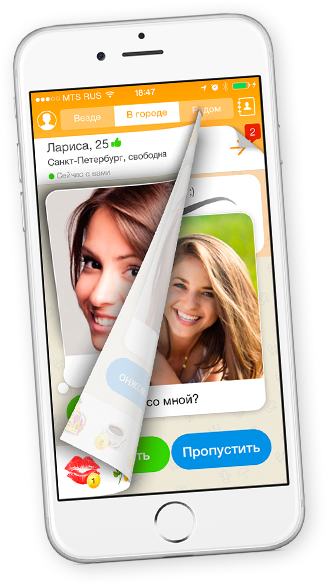 MTS RUS 18:47
Везде В городе Рядом
2
Лариса, 25
Санкт-Петербург, свободна
Сейчас с вами
:)
со мной?
ть Пропустить
1